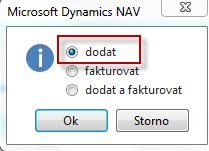 Microsoft Dynamics NAV
dodat
fakturovat
dodat a fakturovat
Ok
Storno